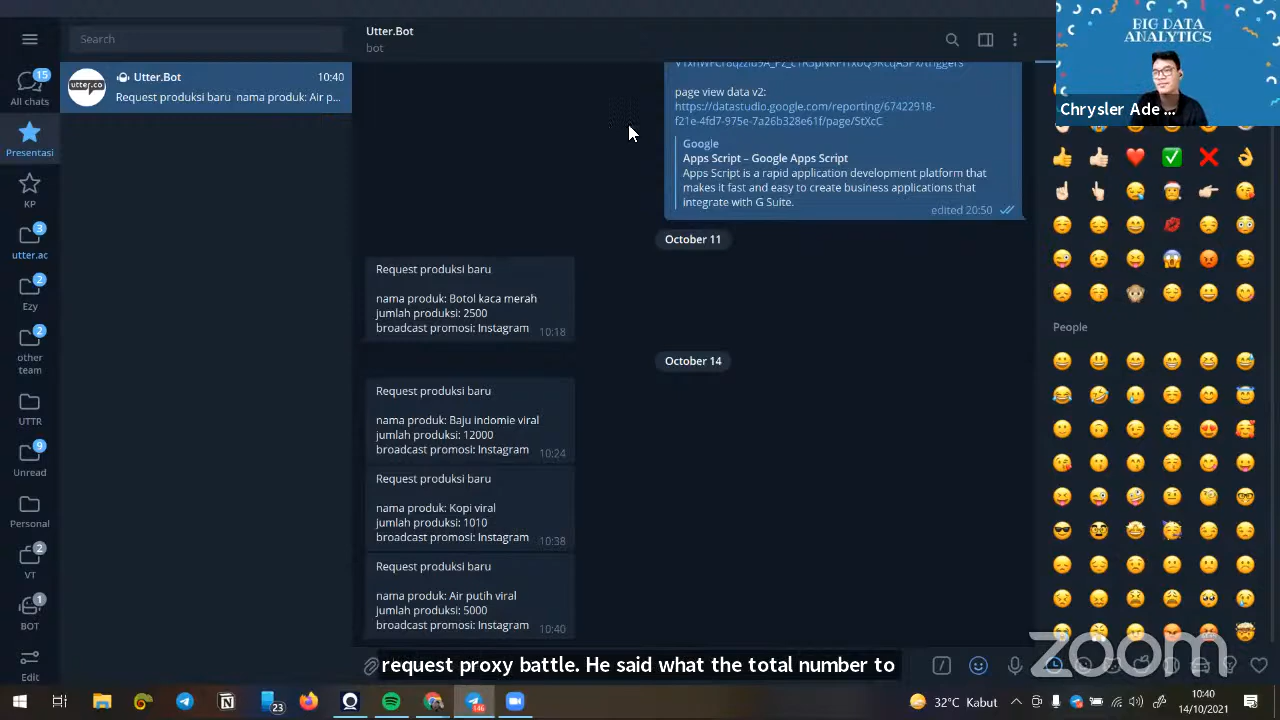 Search
Utter.Bot
bot
15
All chats
Presentasi
KP
3
utter.ac
2
Ezy
2
other
team
UTTR
9
Unread
Personal
2
VT
1
BOT
Edit
utter.co
Utter.Bot
10:40
Request produksi baru nama produk: Air p...
page view data v2:
https://datastudio.google.com/reporting/67422918-
f21e-4fd7-975e-7a26b328e61f/page/StXcC
Google
Apps Script – Google Apps Script
Apps Script is a rapid application development platform that
makes it fast and easy to create business applications that
integrate with G Suite.
edited 20:50
October 11
Request produksi baru
nama produk: Botol kaca merah
jumlah produksi: 2500
broadcast promosi: Instagram
10:18
October 14
Request produksi baru
nama produk: Baju indomie viral
jumlah produksi: 12000
broadcast promosi: Instagram
10:24
Request produksi baru
nama produk: Kopi viral
jumlah produksi: 1010
broadcast promosi: Instagram
10:38
Request produksi baru
nama produk: Air putih viral
jumlah produksi: 5000
broadcast promosi: Instagram
10:40
request proxy battle. He said what the total number to
BIG DATA
ANALYTICS
Chrysler Ade ...
People
zoom
23
16
32°C Kabut
10:40
14/10/2021